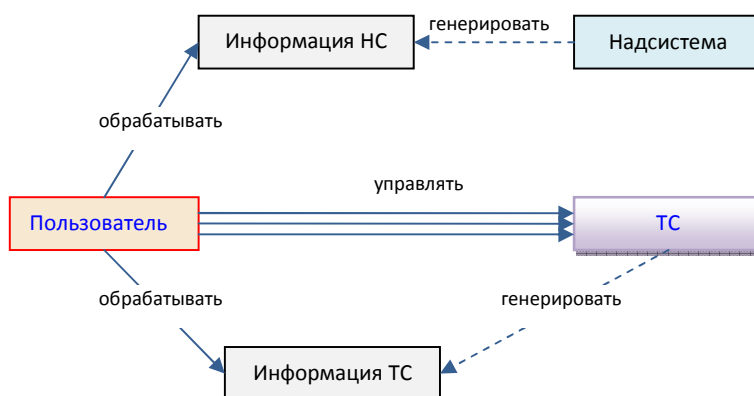 генерировать
Информация НС
Надсистема
обрабатывать
управлять
Пользователь
ТС
обрабатывать
генерировать
Информация ТС